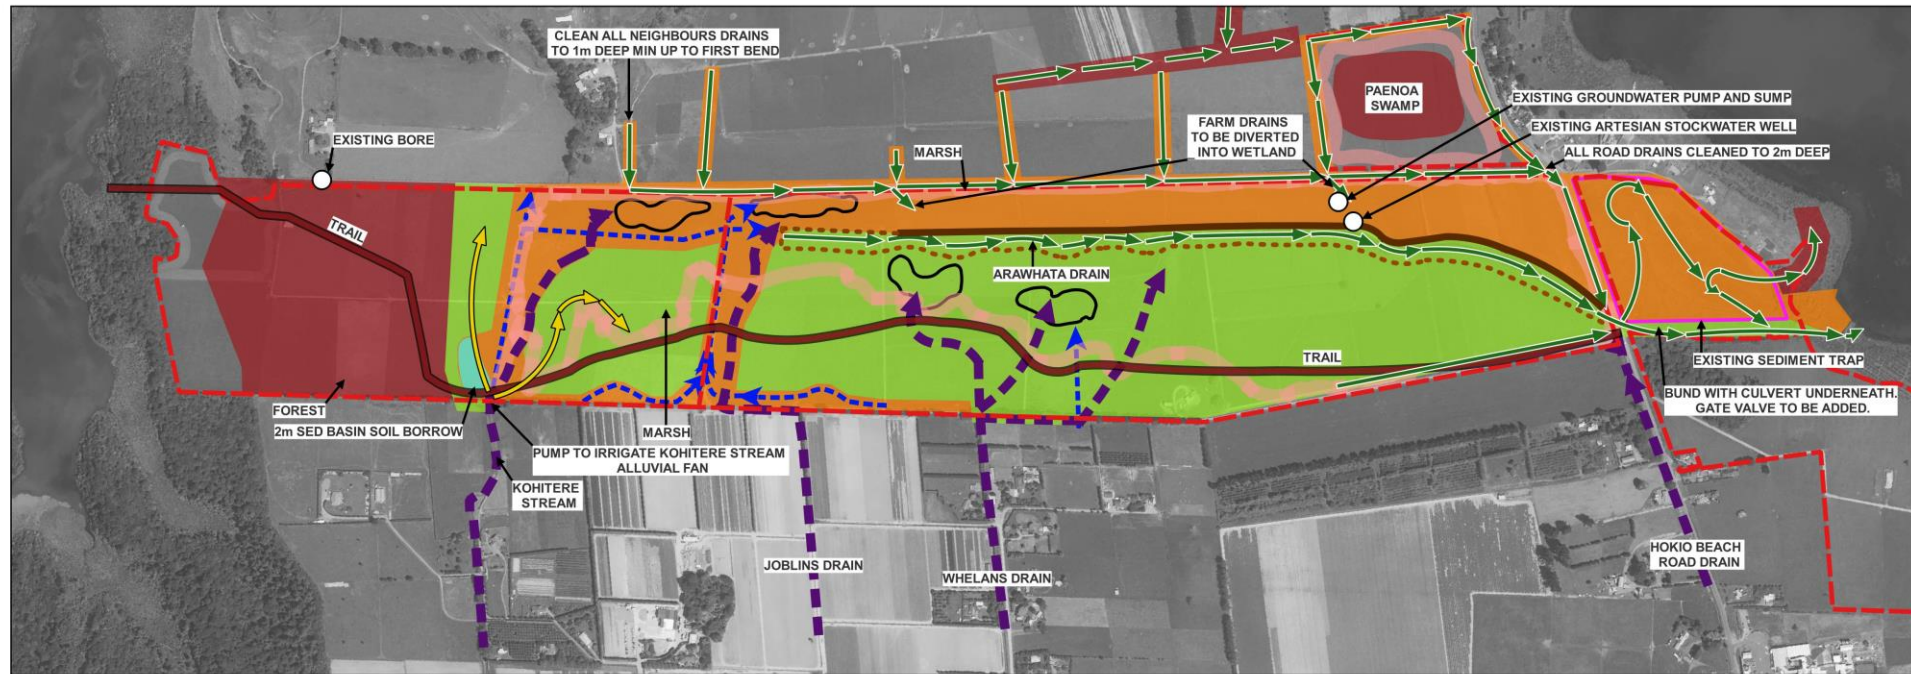 CLEAN ALL NEIGHBOURS DRAINS
TO 1m DEEP MIN UP TO FIRST BEND
EXISTING BORE
MARSH
FARM DRAINS
TO BE DIVERTED
INTO WETLAND
PAENOA
SWAMP
EXISTING GROUNDWATER PUMP AND SUMP
EXISTING ARTESIAN STOCKWATER WELL
ALL ROAD DRAINS CLEANED TO 2m DEEP
TRAIL
ARAWHATA DRAIN
TRAIL
EXISTING SEDIMENT TRAP
BUND WITH CULVERT UNDERNEATH.
GATE VALVE TO BE ADDED.
FOREST
2m SED BASIN SOIL BORROW
MARSH
PUMP TO IRRIGATE KOHITERE STREAM
ALLUVIAL FAN
KOHITERE
STREAM
JOBLINS DRAIN
WHELANS DRAIN
HOKIO BEACH
ROAD DRAIN